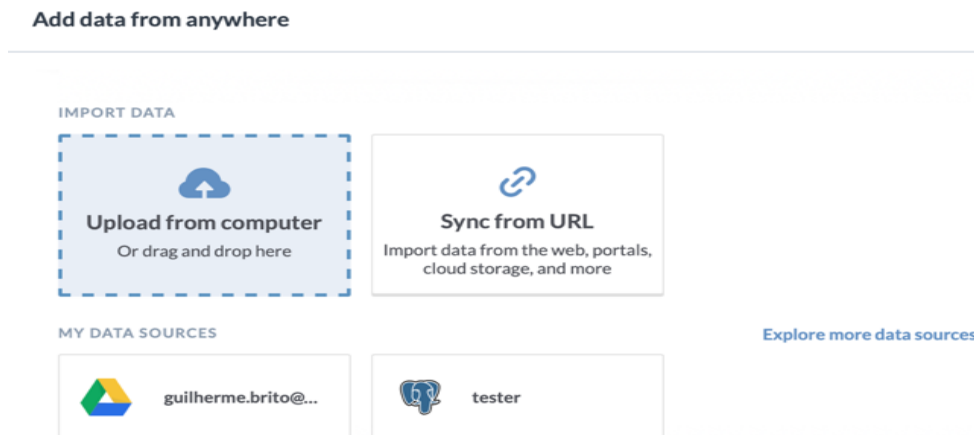 Add data from anywhere
IMPORT DATA
Upload from computer
Or drag and drop here
Sync from URL
Import data from the web, portals,
cloud storage, and more
MY DATA SOURCES
Explore more data sources
guilherme.brito@...
tester